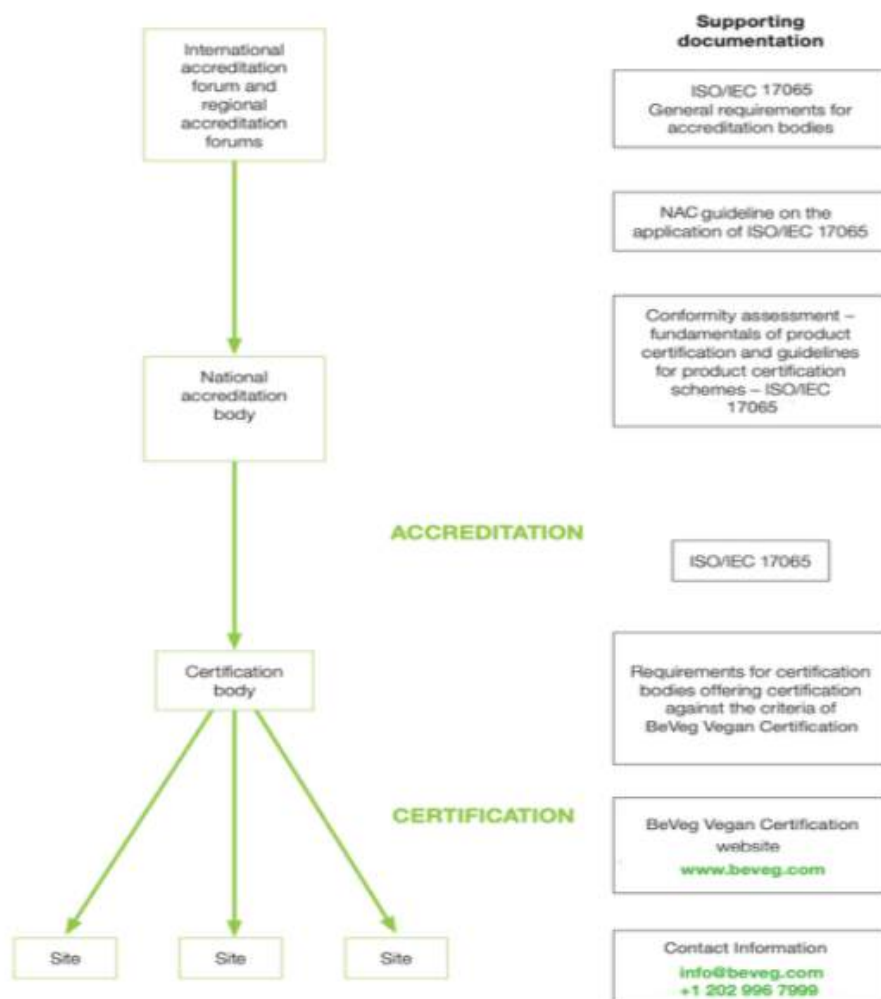 Supporting
documentation
International
accreditation
forum and
regional
accreditation
forums
ISO/IEC 17065
General requirements for
accreditation bodies
NAC guideline on the
application of ISO/IEC 17065
Conformity assessment –
fundamentals of product
certification and guidelines
for product certification
schemes – ISO/IEC
17065
National
accreditation
body
ACCREDITATION
ISO/IEC 17065
Certification
body
Requirements for certification
bodies offering certification
against the criteria of
BeVeg Vegan Certification
CERTIFICATION
BeVeg Vegan Certification
website
www.beveg.com
Site
Site
Site
Contact Information
info@beveg.com
+1 202 996 7999